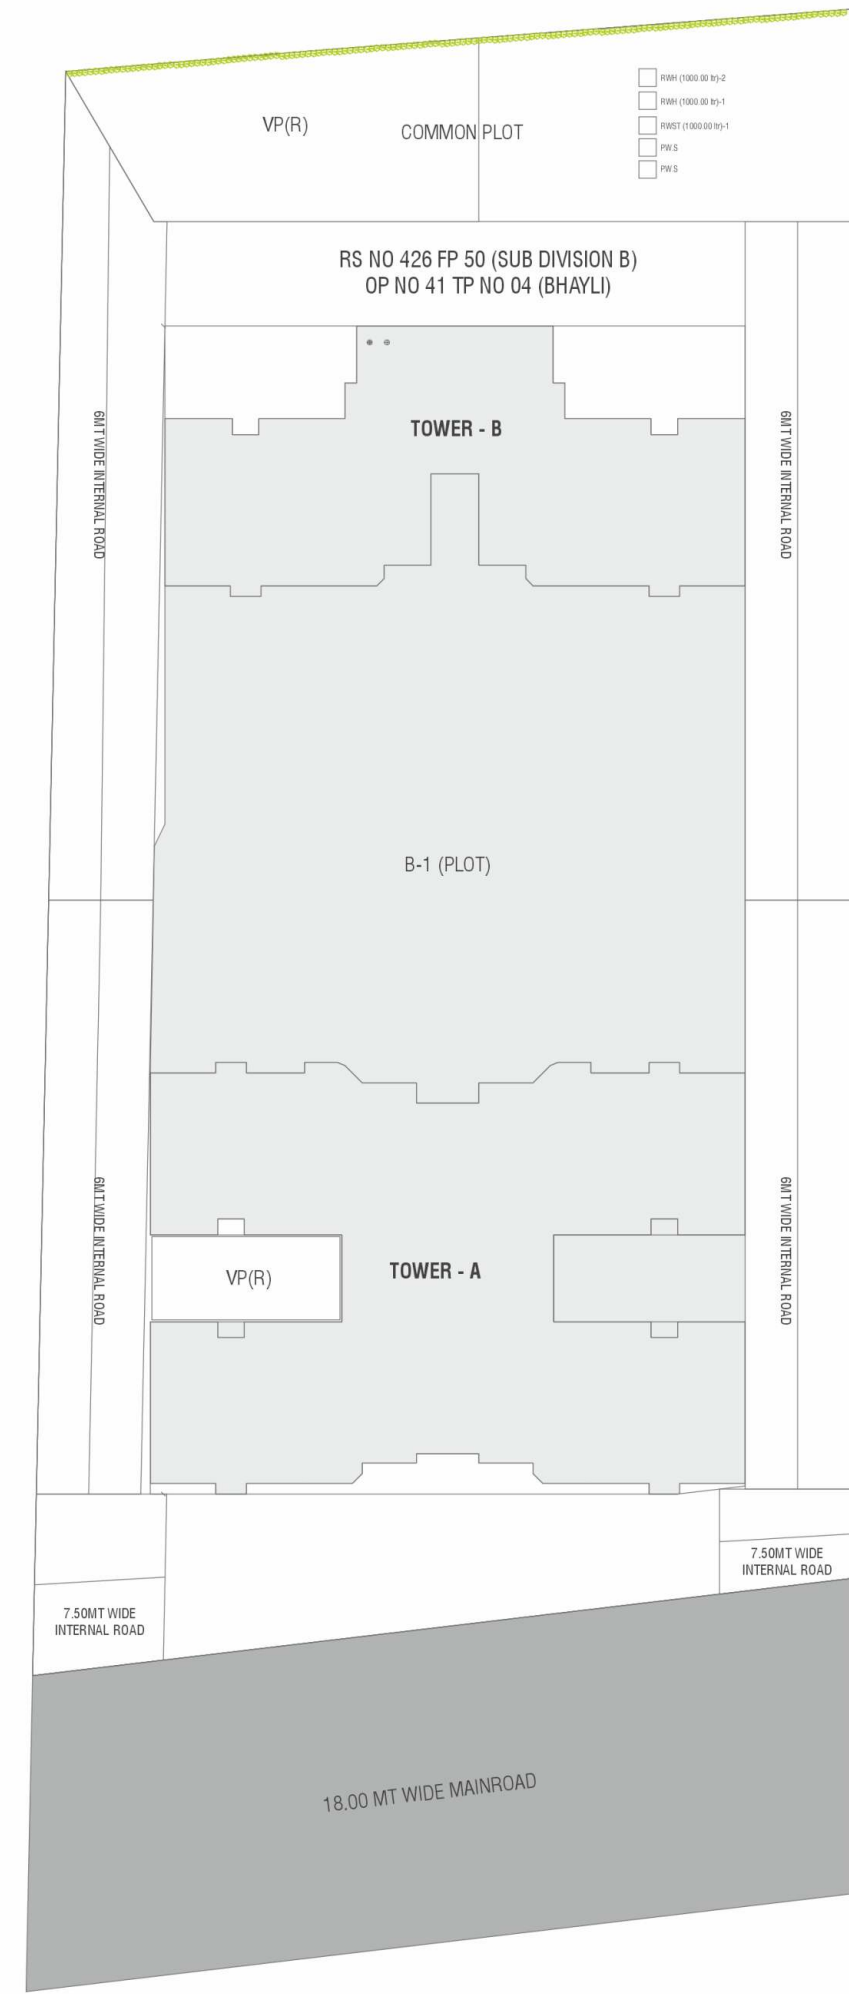 VP(R)
COMMON PLOT
RWH (1000.00 ltr)-2
RWH (1000.00 ltr)-1
RWST (1000.00 ltr)-1
P.W.S
P.W.S
RS NO 426 FP 50 (SUB DIVISION B)
OP NO 41 TP NO 04 (BHAYLI)
TOWER - B
6MT WIDE INTERNAL ROAD
6MT WIDE INTERNAL ROAD
B-1 (PLOT)
6MT WIDE INTERNAL ROAD
6MT WIDE INTERNAL ROAD
VP(R)
TOWER - A
7.50MT WIDE
INTERNAL ROAD
7.50MT WIDE
INTERNAL ROAD
18.00 MT WIDE MAINROAD